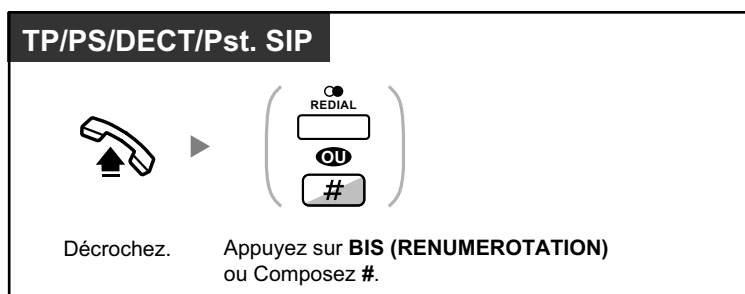 TP/PS/DECT/Pst. SIP
REDIAL
OU
#
Décrochez.
Appuyez sur BIS (RENUMEROTATION)
ou Composez #.